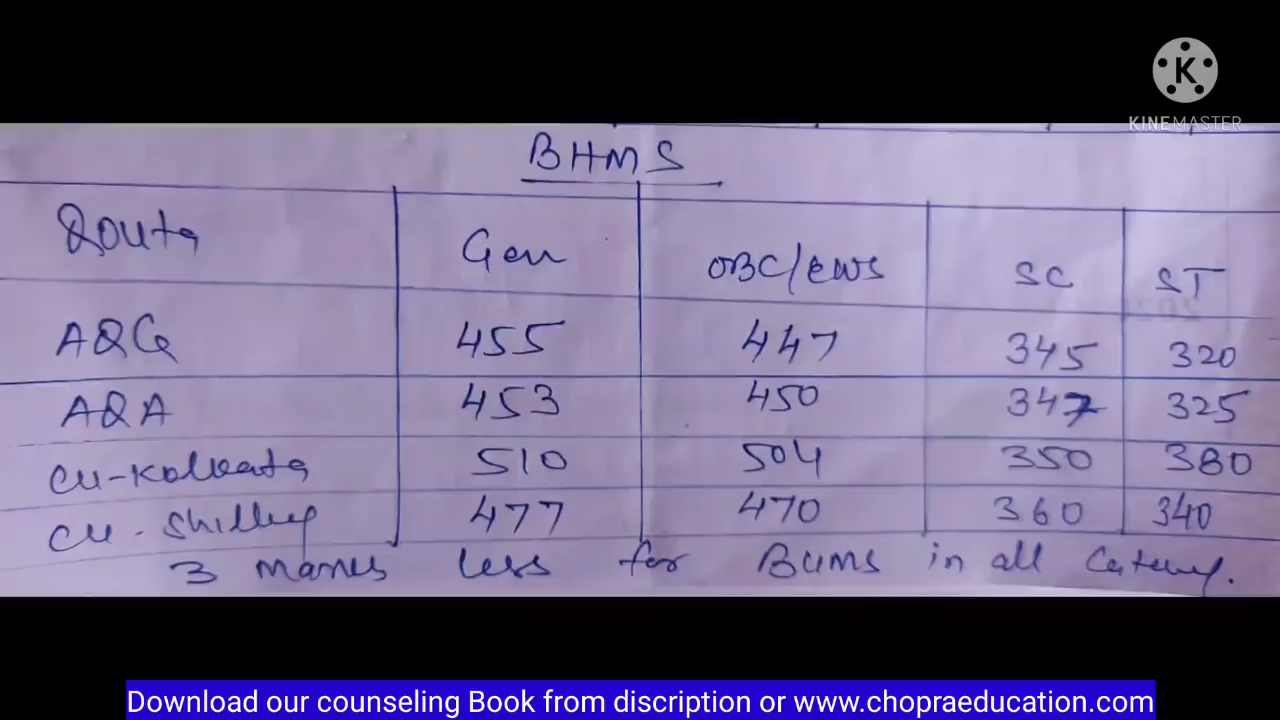 KINEMASTER
BHMS
Quota Gen OBC/EWS SC ST
AQG 455 447 345 320
AQA 453 450 347 325
CU-Kolkata 510 504 350 380
CU-Shillong 477 470 360 340
3 marks less for BUMS in all Category.
Download our counseling Book from discription or www.chopraeducation.com